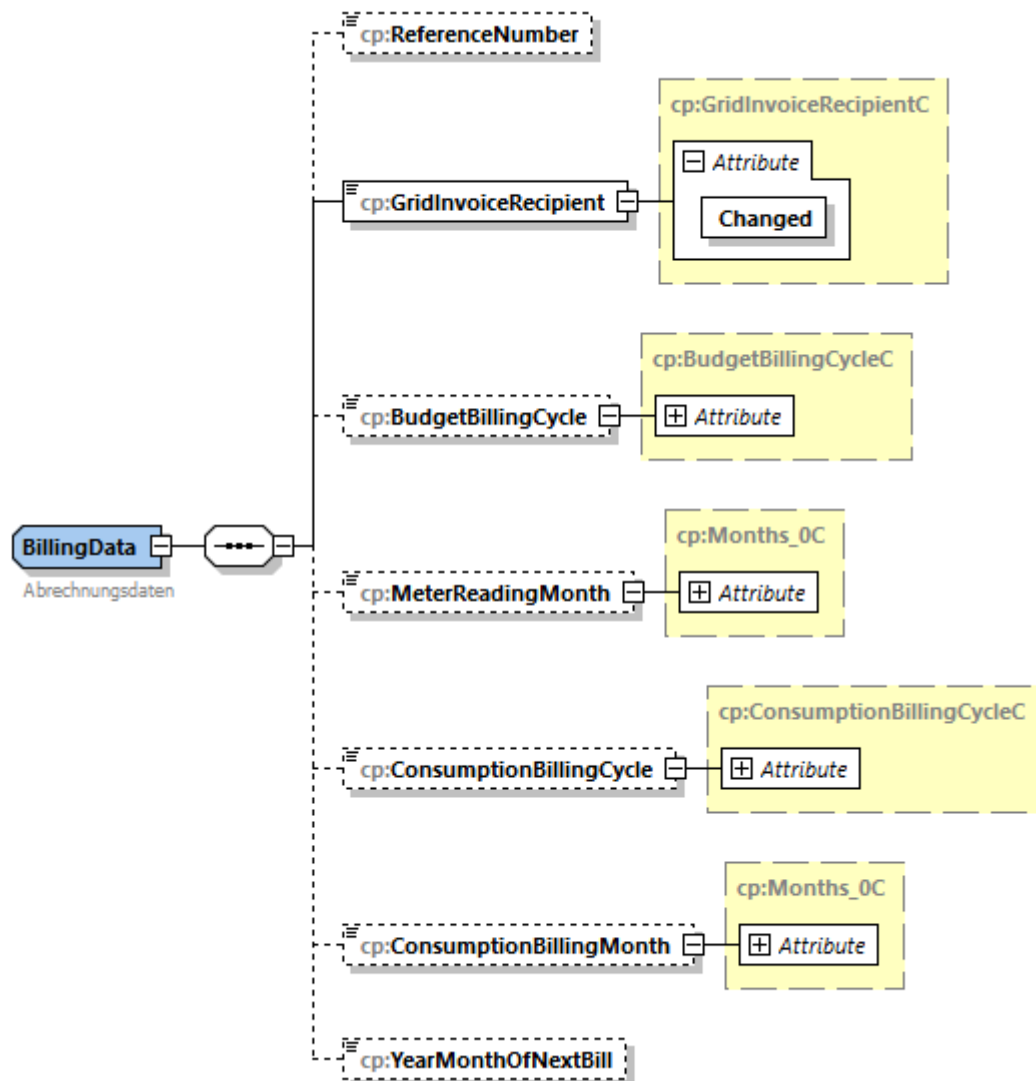 cp:ReferenceNumber
cp:GridInvoiceRecipientC
Attribute
cp:GridInvoiceRecipient
Changed
cp:BudgetBillingCycleC
cp:BudgetBillingCycle
Attribute
cp:Months_0C
BillingData
Abrechnungsdaten
cp:MeterReadingMonth
Attribute
cp:ConsumptionBillingCycleC
cp:ConsumptionBillingCycle
Attribute
cp:Months_0C
cp:ConsumptionBillingMonth
Attribute
cp:YearMonthOfNextBill